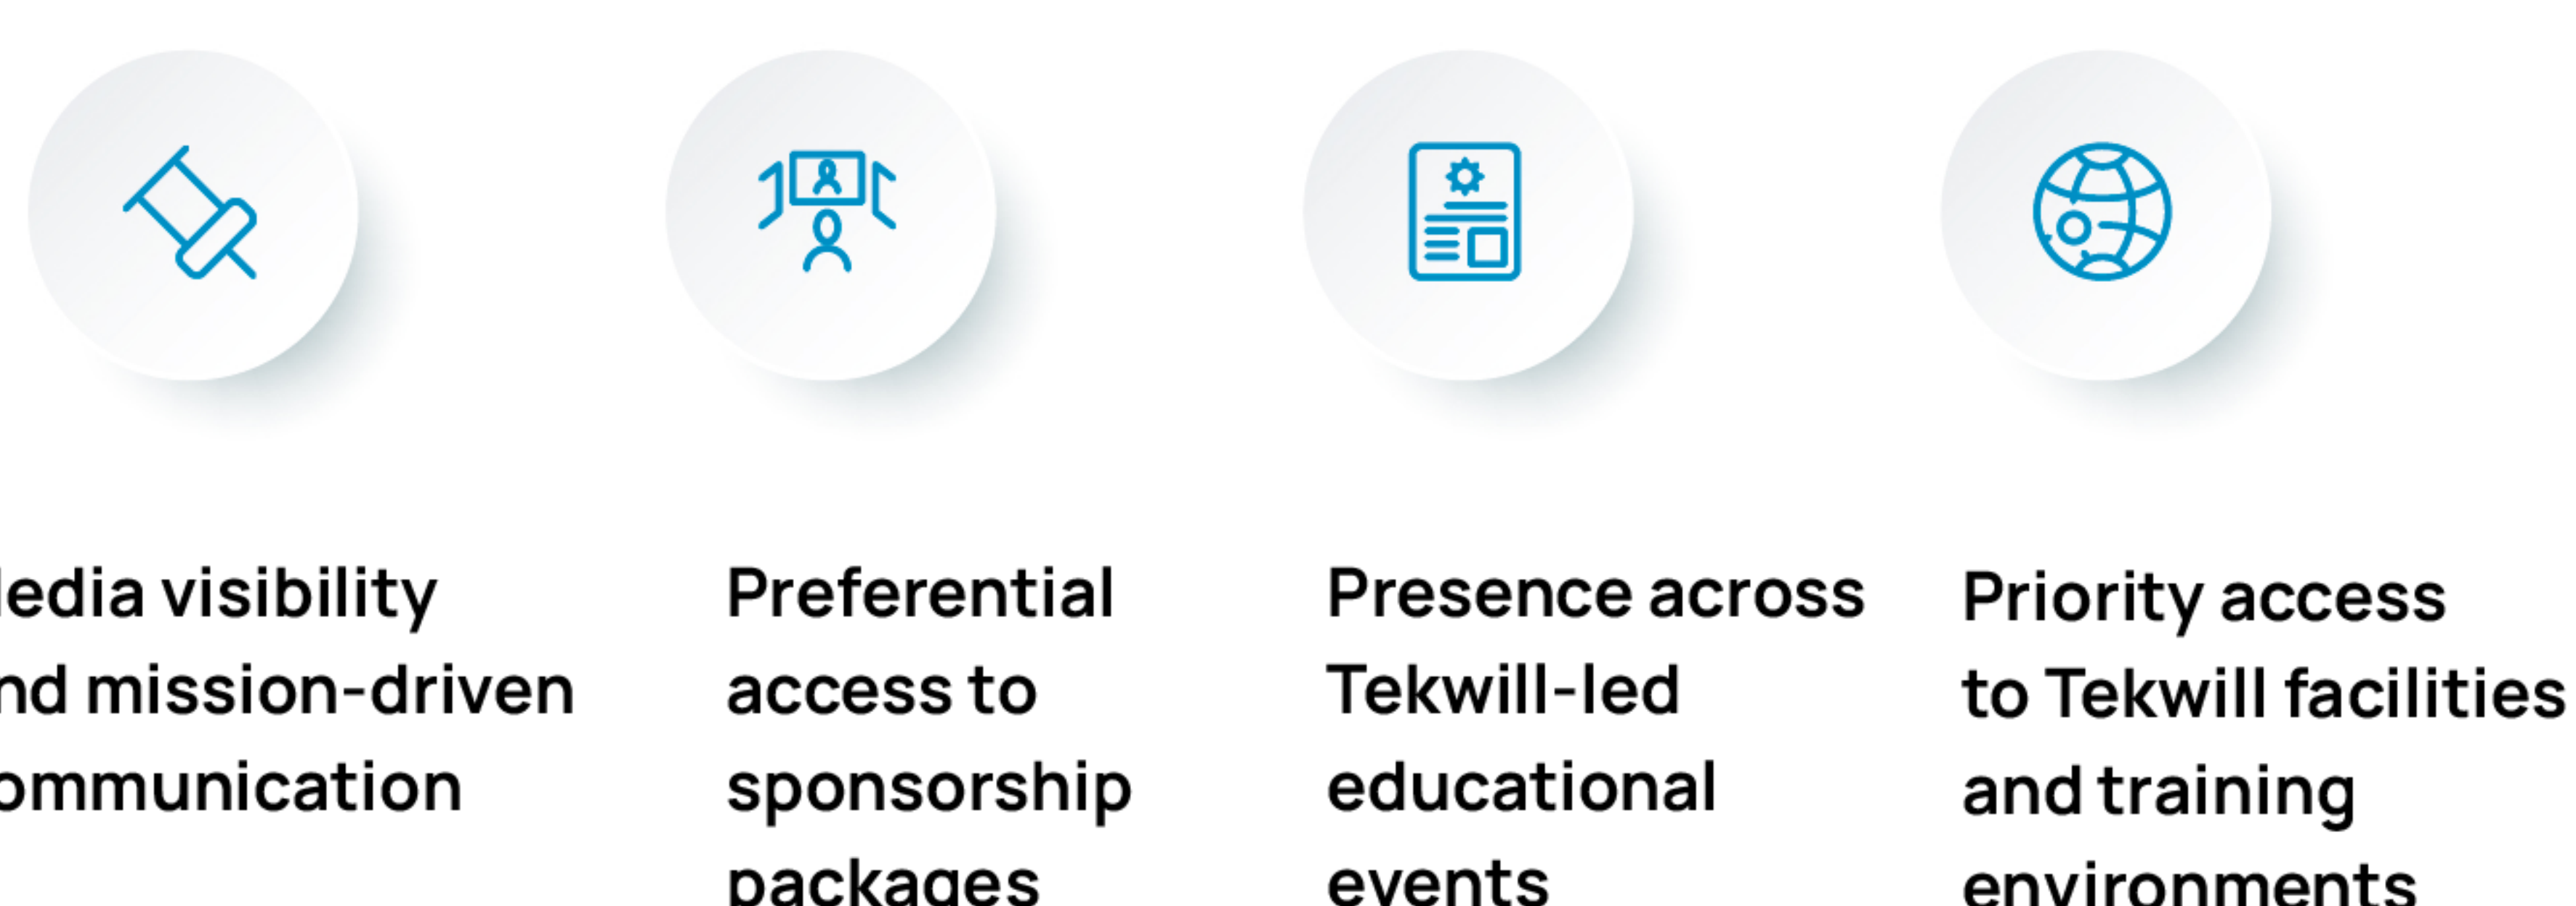 edia visibility
nd mission-driven
ommunication
Preferential
access to
sponsorship
packages
Presence across
Tekwill-led
educational
events
Priority access
to Tekwill facilities
and training
environments